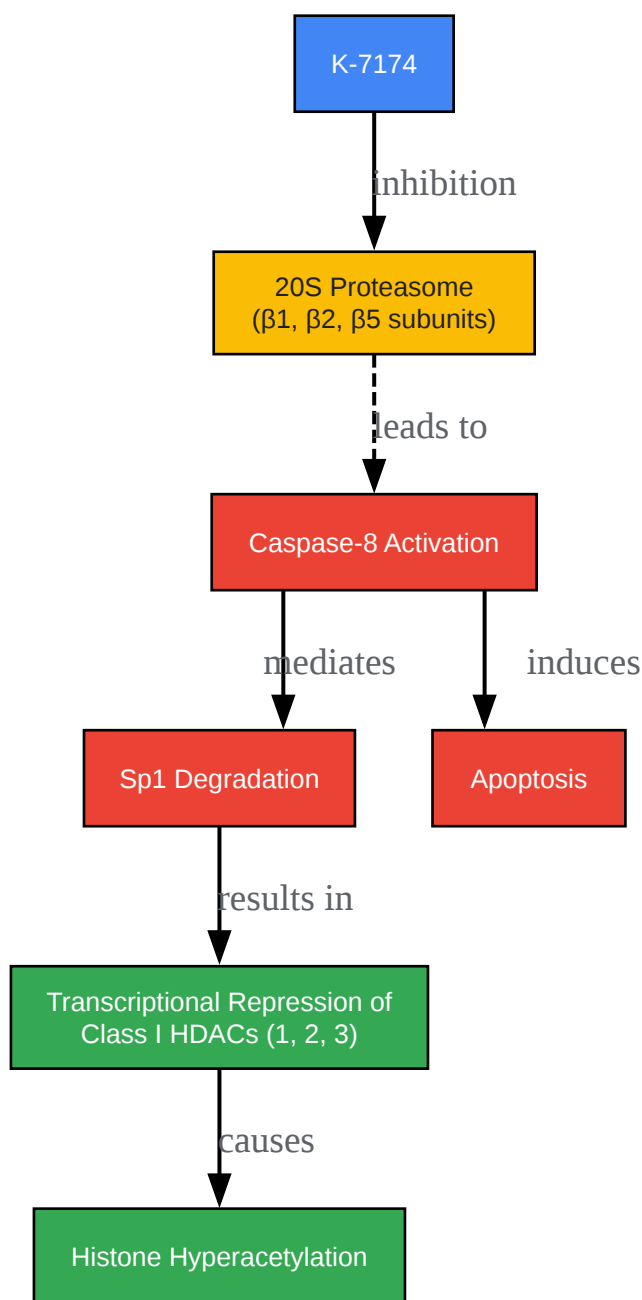 K-7174
inhibition
20S Proteasome
(β1, β2, β5 subunits)
leads to
Caspase-8 Activation
mediates
induces
Sp1 Degradation
Apoptosis
results in
Transcriptional Repression of
Class I HDACs (1, 2, 3)
causes
Histone Hyperacetylation